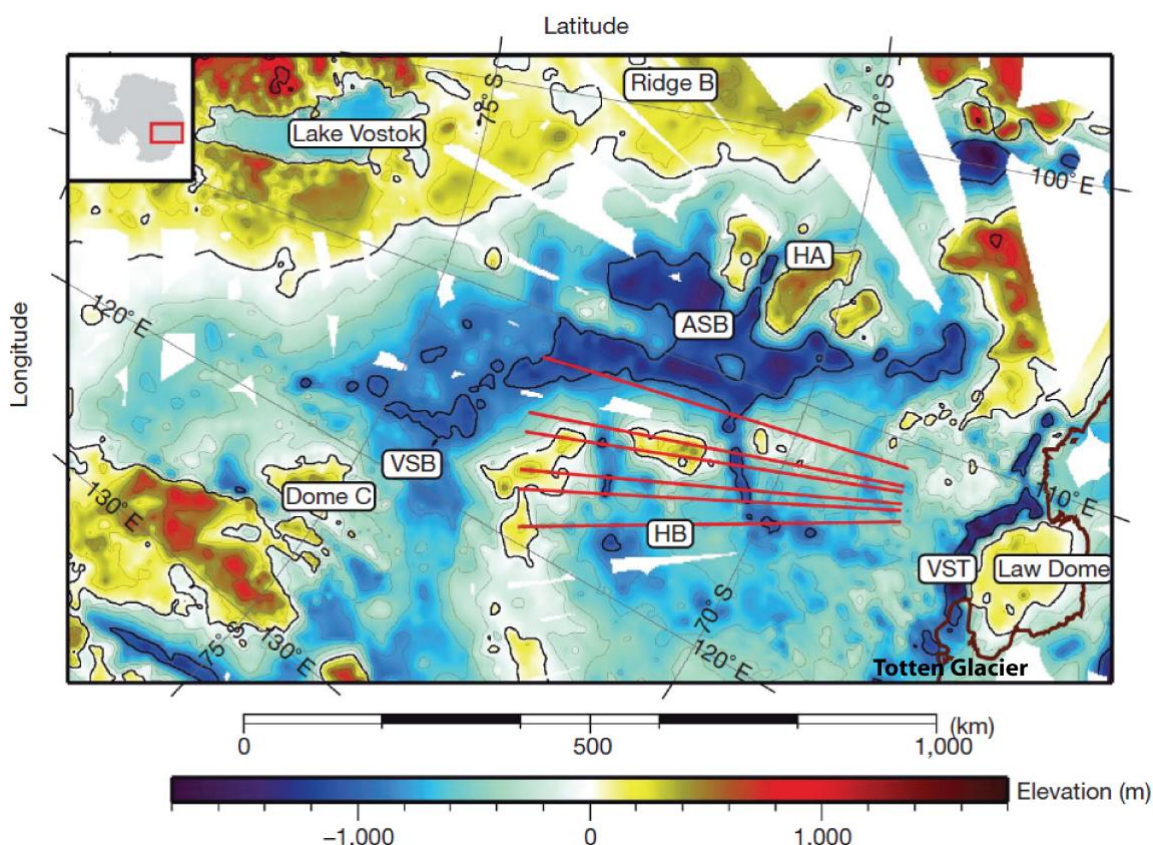 Latitude
Longitude
75° S
Ridge B
70° S
Lake Vostok
100° E
HA
120° E
ASB
VSB
130° E
Dome C
10° E
HB
VST
Law Dome
70° S
75° S
130° E
120° E
Totten Glacier
0
500
1,000
(km)
Elevation (m)
−1,000
0
1,000